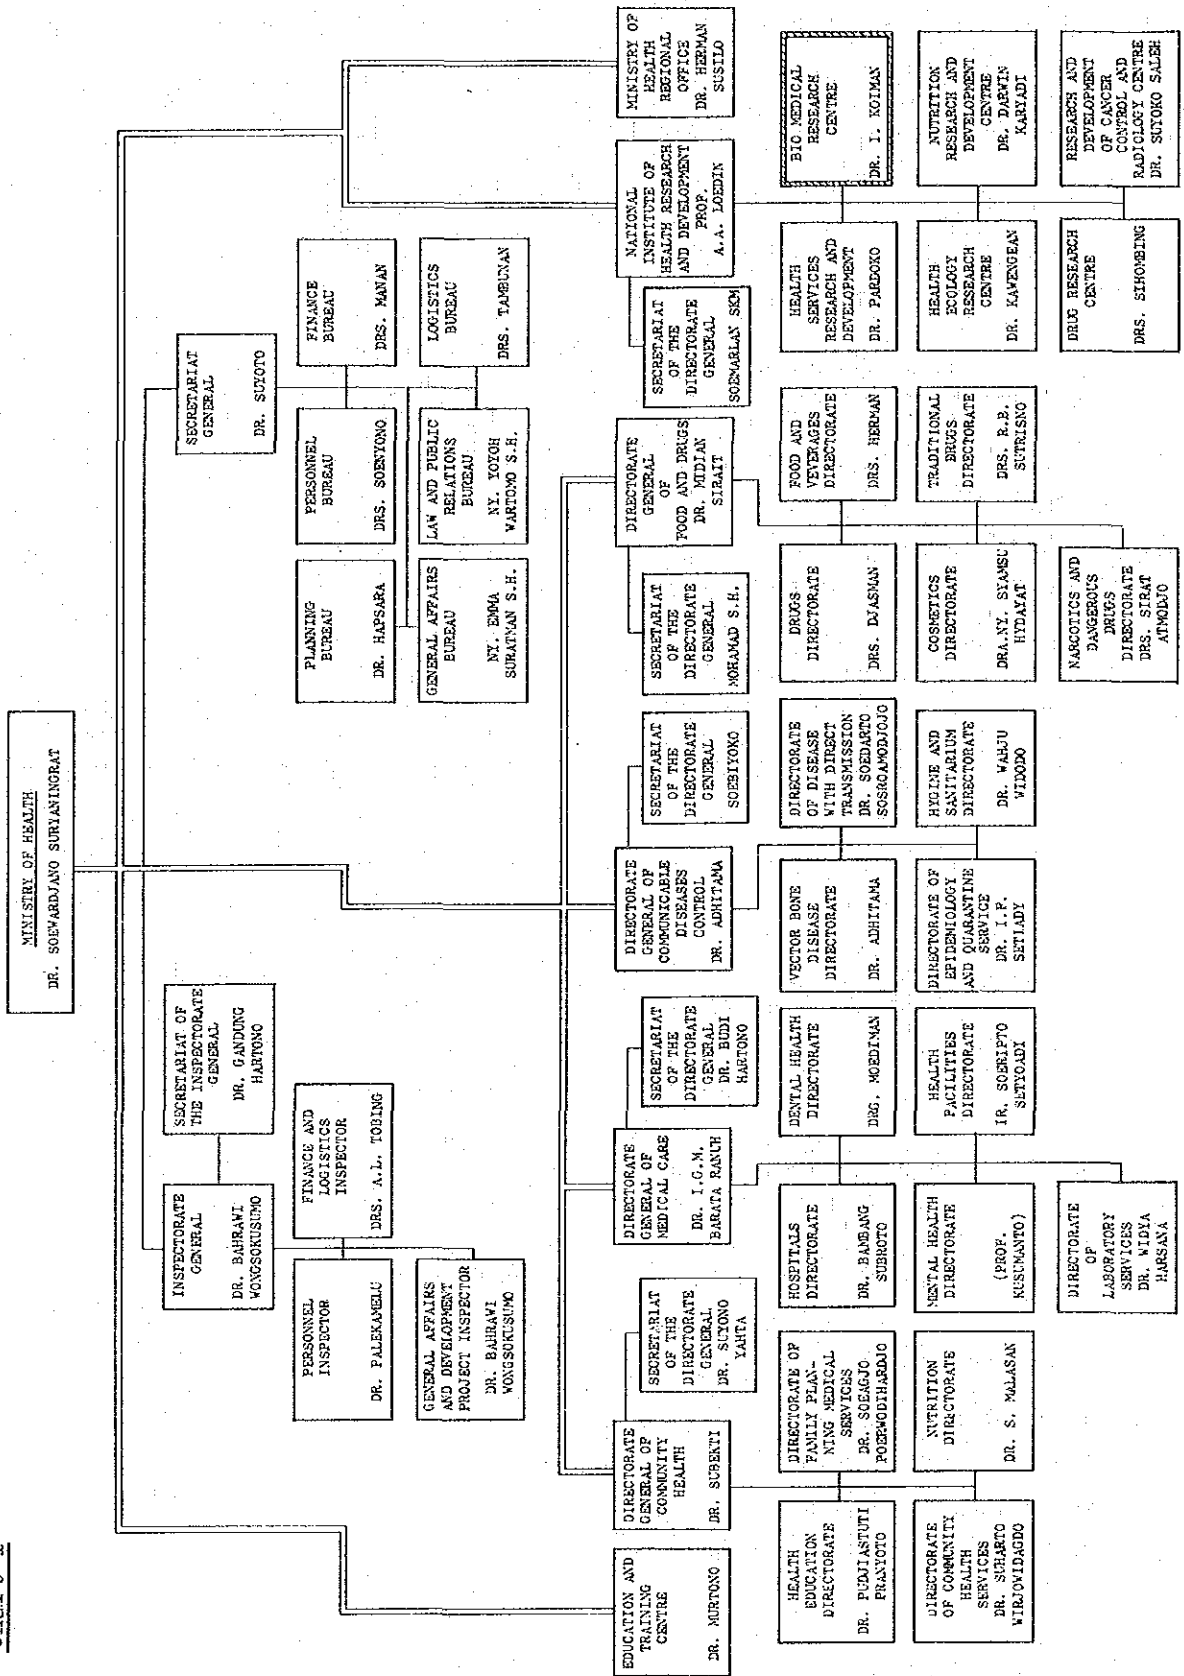 MINISTRY OF HEALTH
DR. SOEWARDJANO SURYANINGRAT
INSPECTORATE
GENERAL
DR. BAHRAWI
WONGSOKUSUMO
SECRETARIAT OF
THE INSPECTORATE
GENERAL
DR. GANDUNG
HARTONO
SECRETARIAT
GENERAL
DR. SUYOTO
PERSONNEL
INSPECTOR
DR. PALEKAMELU
FINANCE AND
LOGISTICS
INSPECTOR
DRS. A.L. TOBING
GENERAL AFFAIRS
AND DEVELOPMENT
PROJECT INSPECTOR
DR. BAHRAWI
WONGSOKUSUMO
PLANNING
BUREAU
DR. HAPSARA
PERSONNEL
BUREAU
DRS. SOENYONO
FINANCE
BUREAU
DRS. MANAN
GENERAL AFFAIRS
BUREAU
NY. EMMA
SURATMAN S.H.
LAW AND PUBLIC
RELATIONS
BUREAU
NY. YOYOH
WARTOMO S.H.
LOGISTICS
BUREAU
DRS. TAMBUNAN
EDUCATION AND
TRAINING
CENTRE
DR. MURTONO
DIRECTORATE
GENERAL OF
COMMUNITY
HEALTH
DR. SUBEKTI
SECRETARIAT
OF THE
DIRECTORATE
GENERAL
DR. SUYONO
YAHTA
DIRECTORATE
GENERAL OF
MEDICAL CARE
DR. I.G.M.
BARATA RANUH
SECRETARIAT
OF THE
DIRECTORATE
GENERAL
DR. BUDI
HARTONO
DIRECTORATE
GENERAL OF
COMMUNICABLE
DISEASES
CONTROL
DR. ADHITAMA
SECRETARIAT
OF THE
DIRECTORATE
GENERAL
SOEBIYOKO
DIRECTORATE
GENERAL
OF
FOOD AND DRUGS
DR. MIDIAN
SIRAIT
SECRETARIAT
OF THE
DIRECTORATE
GENERAL
MOHAMAD S.H.
NATIONAL
INSTITUTE OF
HEALTH RESEARCH
AND DEVELOPMENT
PROP.
A.A. LOEDIN
SECRETARIAT
OF THE
DIRECTORATE
GENERAL
SOEMARLAN SKM
MINISTRY OF
HEALTH
REGIONAL
OFFICE
DR. HERMAN
SUSILO
HEALTH
EDUCATION
DIRECTORATE
DR. PUDJIASTUTI
PRANYOTO
DIRECTORATE OF
FAMILY PLAN-
NING MEDICAL
SERVICES
DR. SOEAGJO
POERWODIHARDJO
HOSPITALS
DIRECTORATE
DR. BAMBANG
SUBROTO
DENTAL HEALTH
DIRECTORATE
DRG. MOEDIMAN
VECTOR BONE
DISEASE
DIRECTORATE
DR. ADHITAMA
DIRECTORATE
OF DISEASE
WITH DIRECT
TRANSMISSION
DR. SOEDARTO
SOSROAMODJOJO
DRUGS
DIRECTORATE
DRS. DJASMAN
FOOD AND
VEVERAGES
DIRECTORATE
DRS. HERMAN
HEALTH
SERVICES
RESEARCH AND
DEVELOPMENT
DR. PARDOKO
BIO MEDICAL
RESEARCH
CENTRE
DR. I. KOIMAN
DIRECTORATE
OF COMMUNITY
HEALTH
SERVICES
DR. SUHARTO
WIRJOWIDAGDO
NUTRITION
DIRECTORATE
DR. S. MALASAN
MENTAL HEALTH
DIRECTORATE
(PROF.
KUSUMANTO)
HEALTH
FACILITIES
DIRECTORATE
IR. SOERIPTO
SETYOADI
DIRECTORATE OF
EPIDEMIOLOGY
AND QUARANTINE
SERVICE
DR. I.F.
SETIADY
HYGINE AND
SANITARIUM
DIRECTORATE
DR. WAHJU
WIDODO
COSMETICS
DIRECTORATE
DRA.NY. SYAMSU
HYDAYAT
TRADITIONAL
DRUGS
DIRECTORATE
DRS. R.B.
SUTRISNO
HEALTH
ECOLOGY
RESEARCH
CENTRE
DR. KAWENGEAN
NUTRITION
RESEARCH AND
DEVELOPMENT
CENTRE
DR. DARWIN
KARYADI
DIRECTORATE
OF
LABORATORY
SERVICES
DR. WIDYA
HARSANA
NARCOTICS AND
DANGEROUS
DRUGS
DIRECTORATE
DRS. SIRAT
ATMODJO
DRUG RESEARCH
CENTRE
DRS. SIHOMBING
RESEARCH AND
DEVELOPMENT
OF CANCER
CONTROL AND
RADIOLOGY CENTRE
DR. SUYOKO SALEH